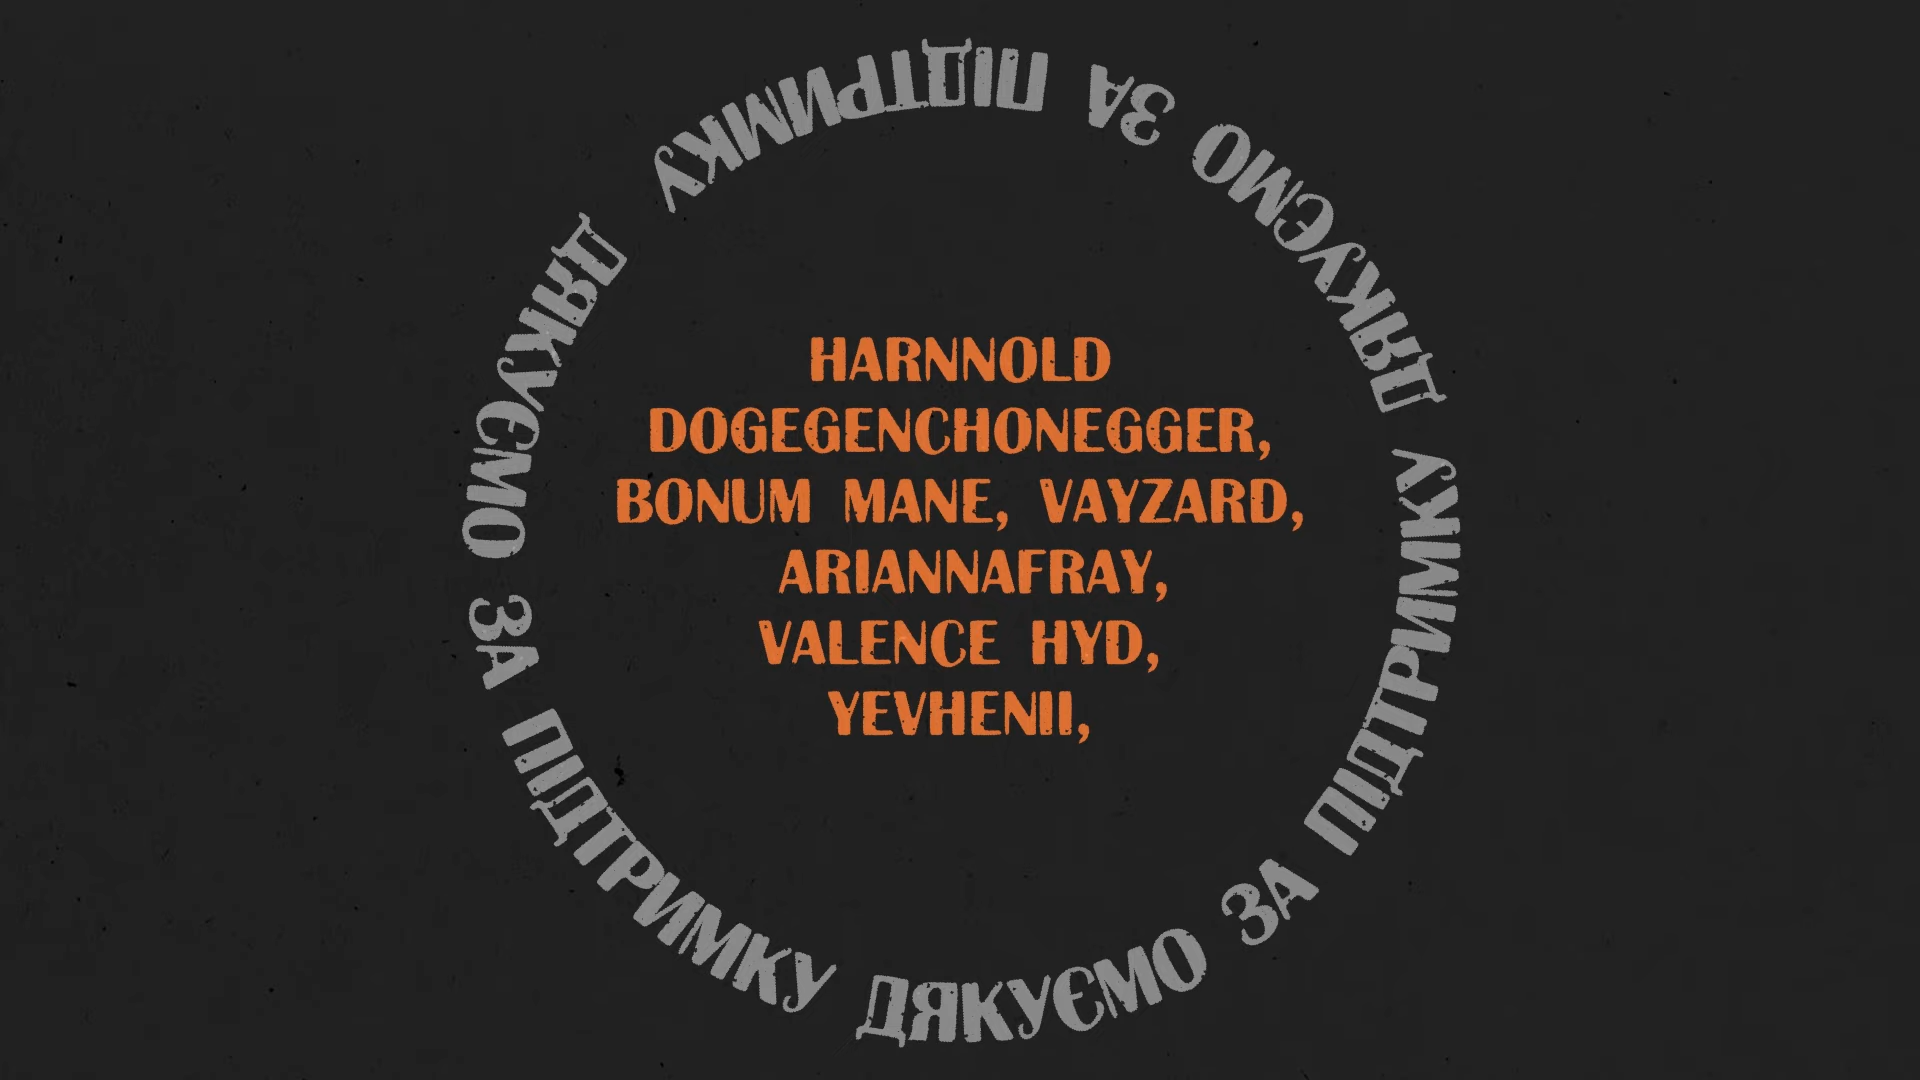 HARNNOLD
DOGEGENCHONEGGER,
BONUM MANE, VAYZARD,
ARIANNAFRAY,
VALENCE HYD,
YEVHENII,
ДЯКУЄМО ЗА ПІДТРИМКУ ДЯКУЄМО ЗА ПІДТРИМКУ ДЯКУЄМО ЗА ПІДТРИМКУ